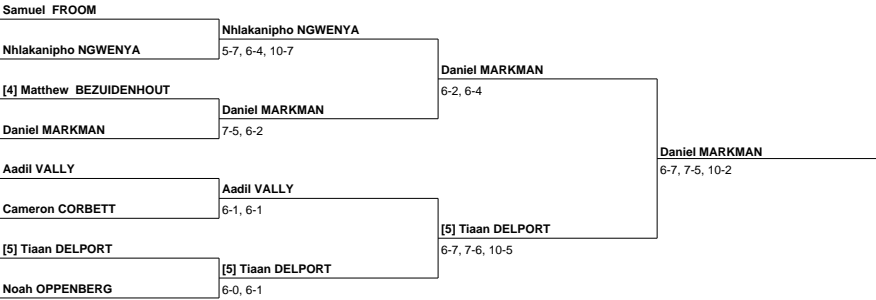 Samuel FROOM
Nhlakanipho NGWENYA
Nhlakanipho NGWENYA
5-7, 6-4, 10-7
Daniel MARKMAN
6-2, 6-4
[4] Matthew BEZUIDENHOUT
Daniel MARKMAN
Daniel MARKMAN
7-5, 6-2
Daniel MARKMAN
6-7, 7-5, 10-2
Aadil VALLY
Aadil VALLY
Cameron CORBETT
6-1, 6-1
[5] Tiaan DELPORT
6-7, 7-6, 10-5
[5] Tiaan DELPORT
[5] Tiaan DELPORT
Noah OPPENBERG
6-0, 6-1